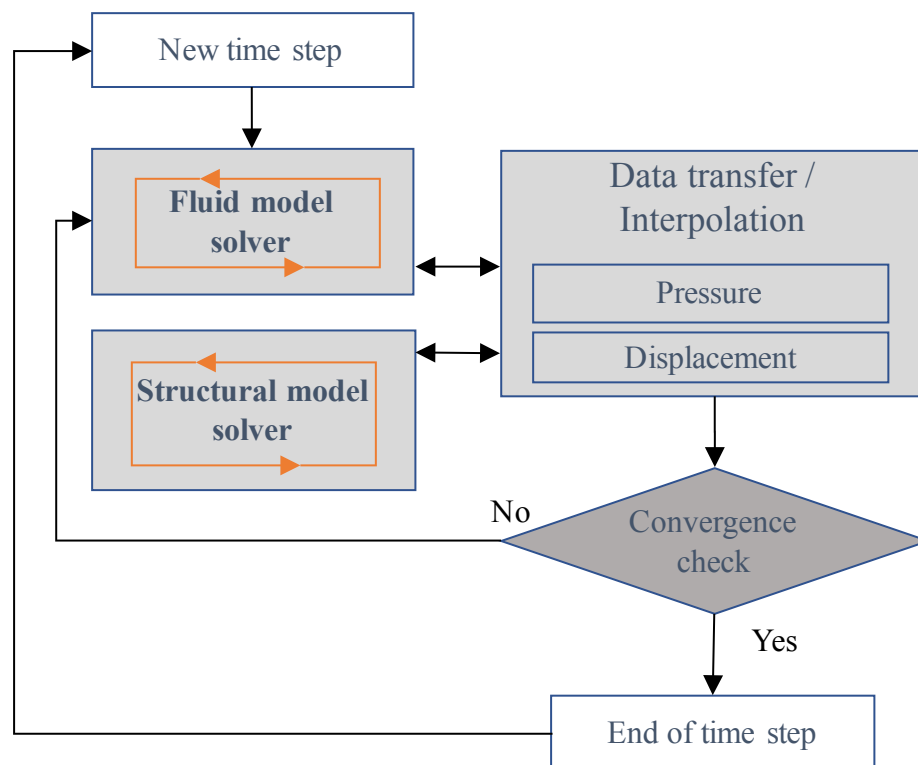 New time step
Fluid model
solver
Data transfer /
Interpolation
Pressure
Displacement
Structural model
solver
No
Convergence
check
Yes
End of time step